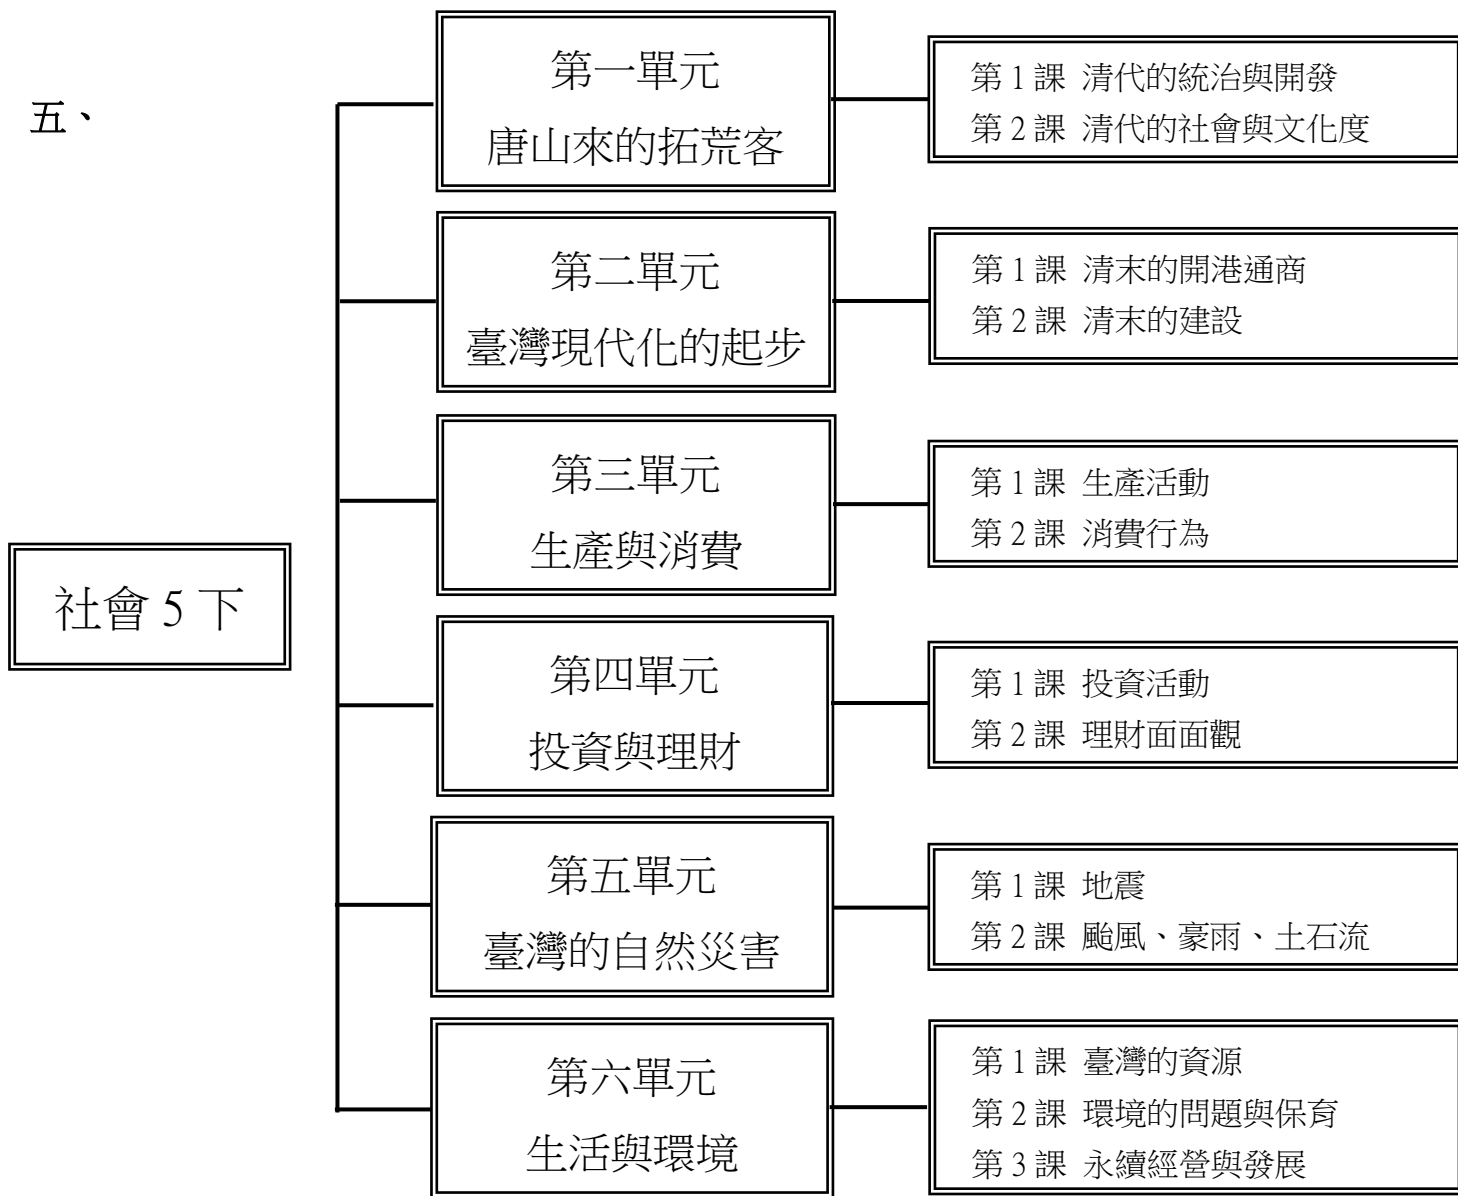 五、
社會 5 下
第一單元
唐山來的拓荒客
第 1 課 清代的統治與開發
第 2 課 清代的社會與文化度
第二單元
臺灣現代化的起步
第 1 課 清末的開港通商
第 2 課 清末的建設
第三單元
生產與消費
第 1 課 生產活動
第 2 課 消費行為
第四單元
投資與理財
第 1 課 投資活動
第 2 課 理財面面觀
第五單元
臺灣的自然災害
第 1 課 地震
第 2 課 颱風、豪雨、土石流
第六單元
生活與環境
第 1 課 臺灣的資源
第 2 課 環境的問題與保育
第 3 課 永續經營與發展